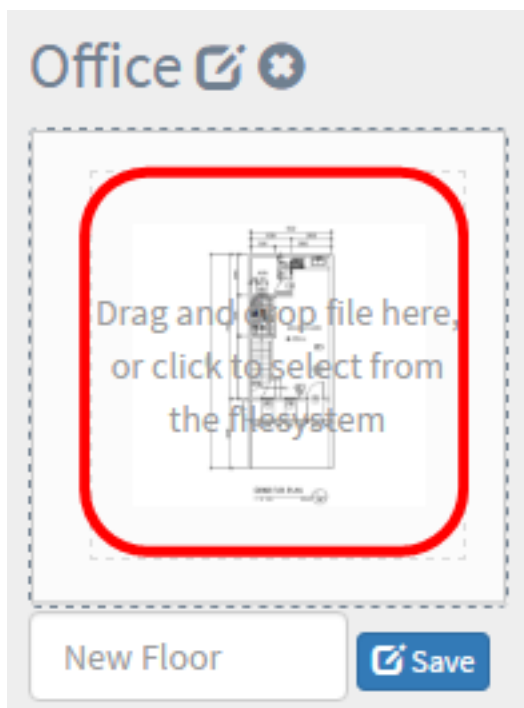 Office
Drag and drop file here,
or click to select from
the filesystem
New Floor
Save